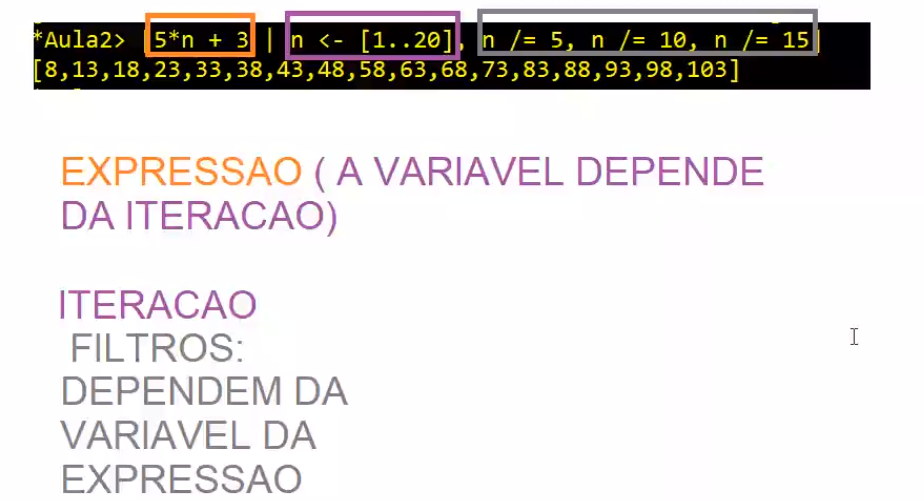 *Aula2> [5*n + 3 | n <- [1..20], n /= 5, n /= 10, n /= 15]
[8,13,18,23,33,38,43,48,58,63,68,73,83,88,93,98,103]
EXPRESSAO ( A VARIAVEL DEPENDE
DA ITERACAO)
ITERACAO
FILTROS:
DEPENDEM DA
VARIAVEL DA
EXPRESSAO